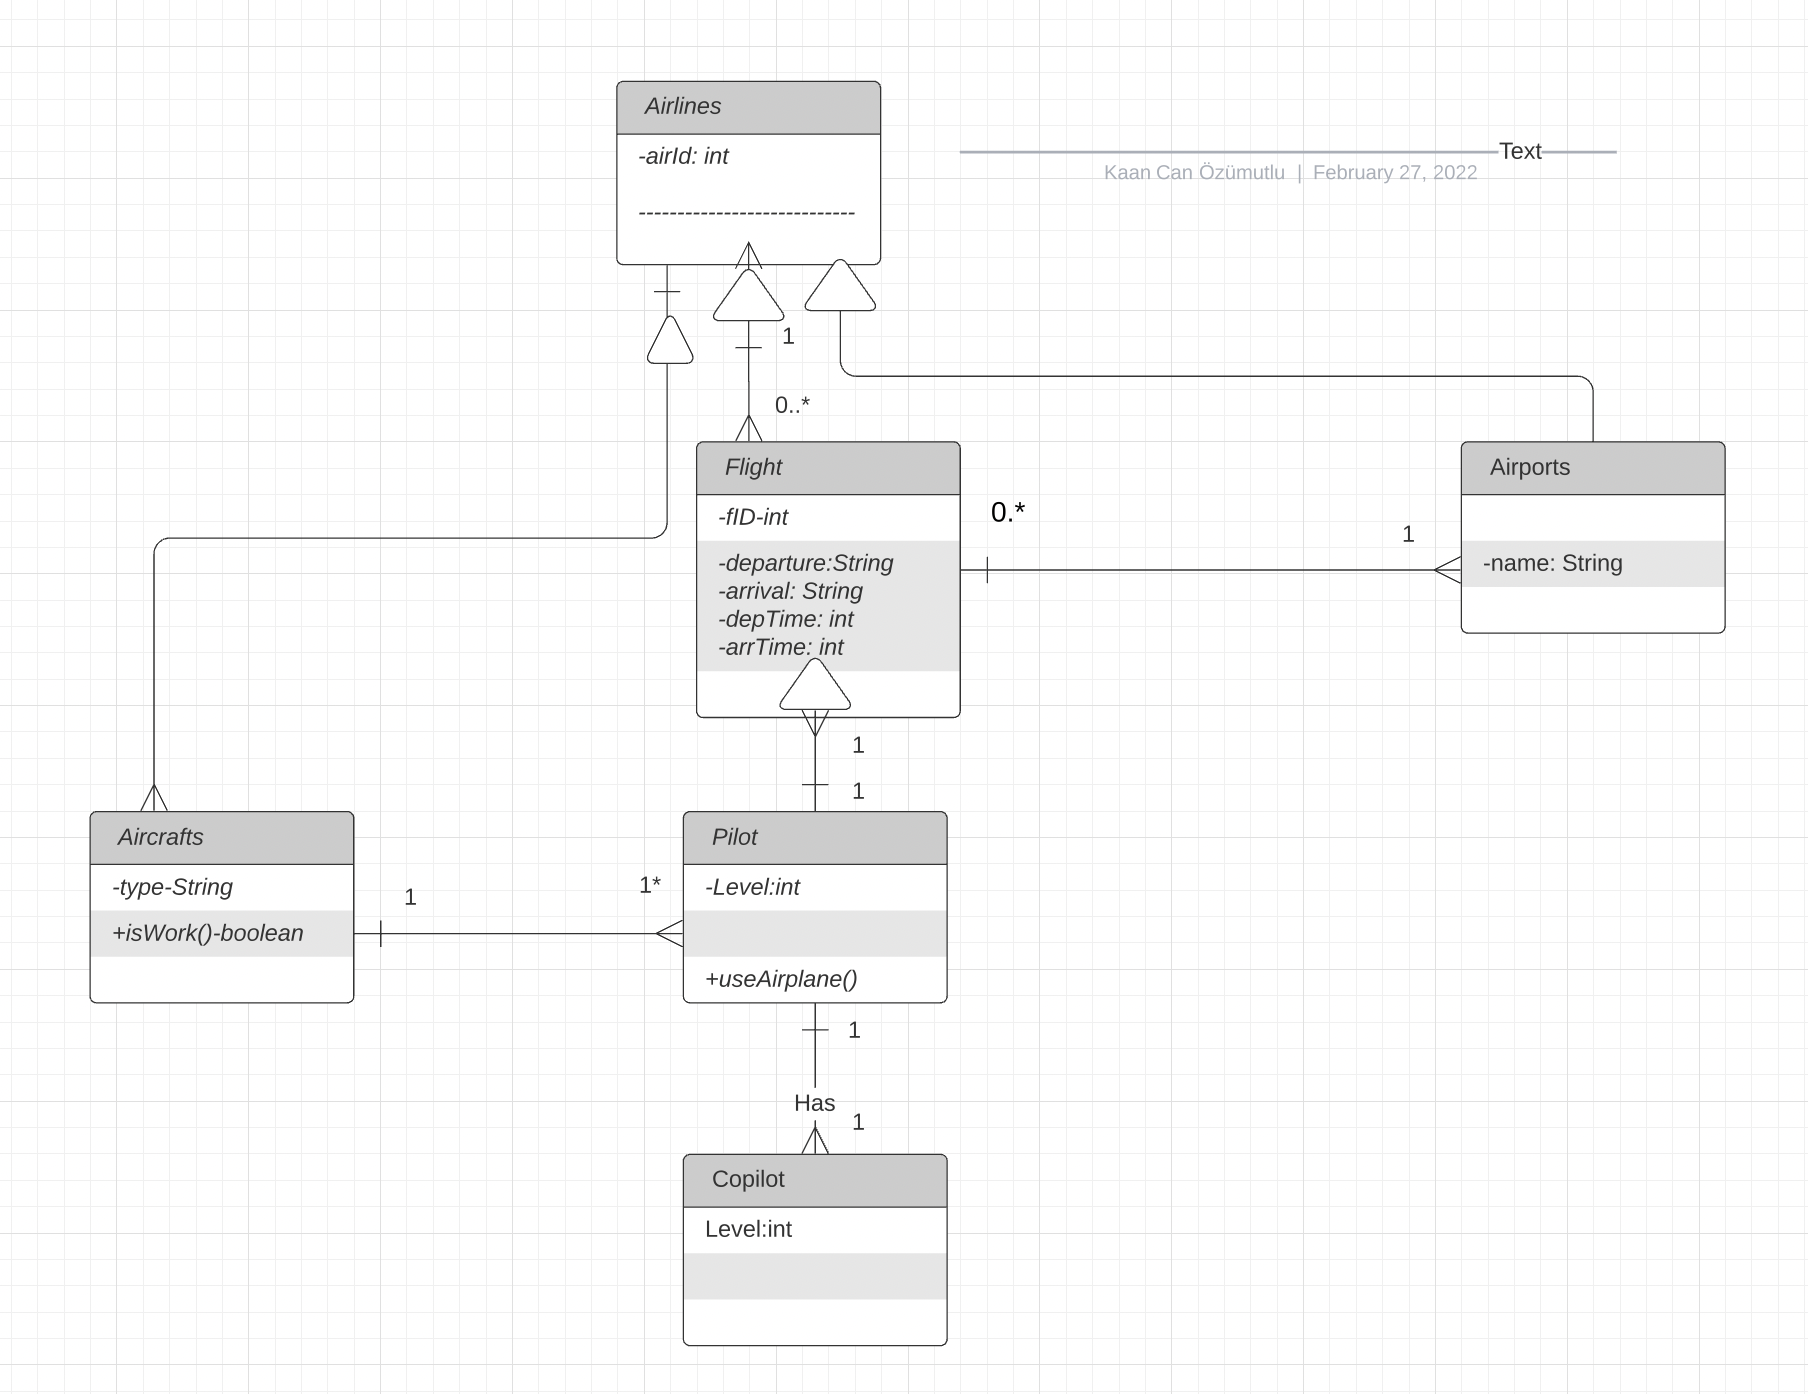 Airlines
-airId: int
----------------------------
Text
Kaan Can Özümutlu | February 27, 2022
1
0..*
Flight
-fID-int
-departure:String
-arrival: String
-depTime: int
-arrTime: int
0.*
1
Airports
-name: String
1
1
Aircrafts
-type-String
+isWork()-boolean
1
1*
Pilot
-Level:int
+useAirplane()
1
Has
1
Copilot
Level:int